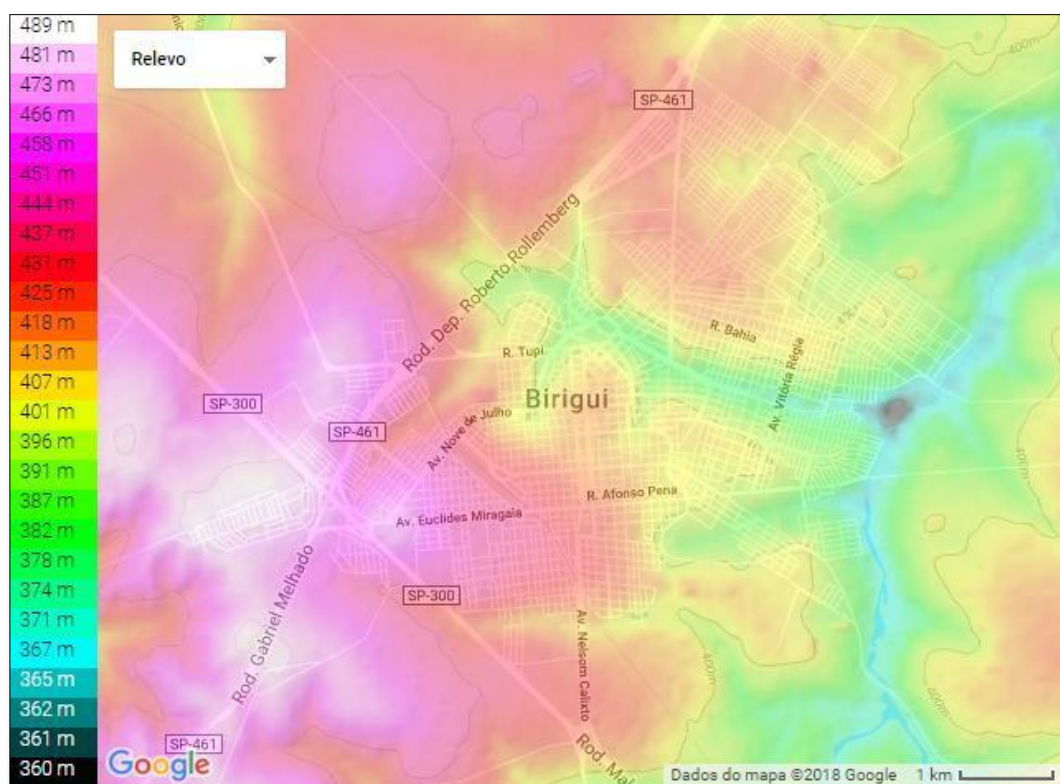 489 m
481 m
473 m
466 m
458 m
451 m
444 m
437 m
431 m
425 m
418 m
413 m
407 m
401 m
396 m
391 m
387 m
382 m
378 m
374 m
371 m
367 m
365 m
362 m
361 m
360 m
Relevo
400m
SP-461
Rod. Dep. Roberto Rollemberg
R. Bahia
R. Tupi
Av. Vitória Régia
Birigui
SP-300
SP-461
Av. Nove de Julho
R. Afonso Pena
400m
Av. Euclides Miragaia
Rod. Gabriel Melhado
SP-300
Av. Nelsom Calixto
400m
SP-461
Google
Dados do mapa ©2018 Google
1 km